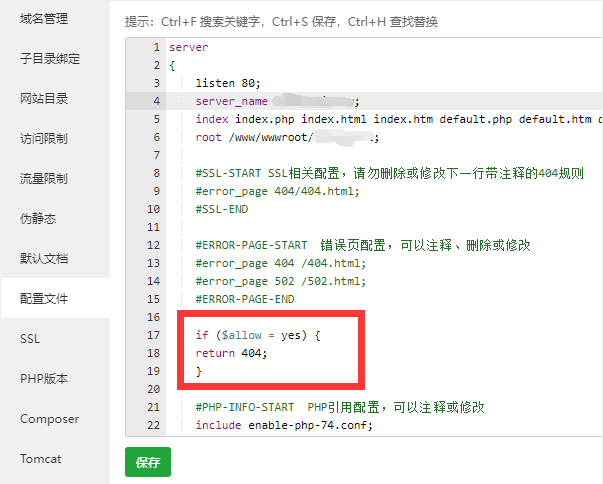 域名管理
子目录绑定
网站目录
访问限制
流量限制
伪静态
默认文档
配置文件
SSL
PHP版本
Composer
Tomcat
提示：Ctrl+F 搜索关键字，Ctrl+S 保存，Ctrl+H 查找替换
1 server
2 {
3 listen 80;
4 server_name ;
5 index index.php index.html index.htm default.php default.htm
6 root /www/wwwroot/ ;
7
8 #SSL-START SSL相关配置，请勿删除或修改下一行带注释的404规则
9 #error_page 404/404.html;
10 #SSL-END
11
12 #ERROR-PAGE-START 错误页配置，可以注释、删除或修改
13 #error_page 404 /404.html;
14 #error_page 502 /502.html;
15 #ERROR-PAGE-END
16
17 if ($allow = yes) {
18 return 404;
19 }
20
21 #PHP-INFO-START PHP引用配置，可以注释或修改
22 include enable-php-74.conf;
保存